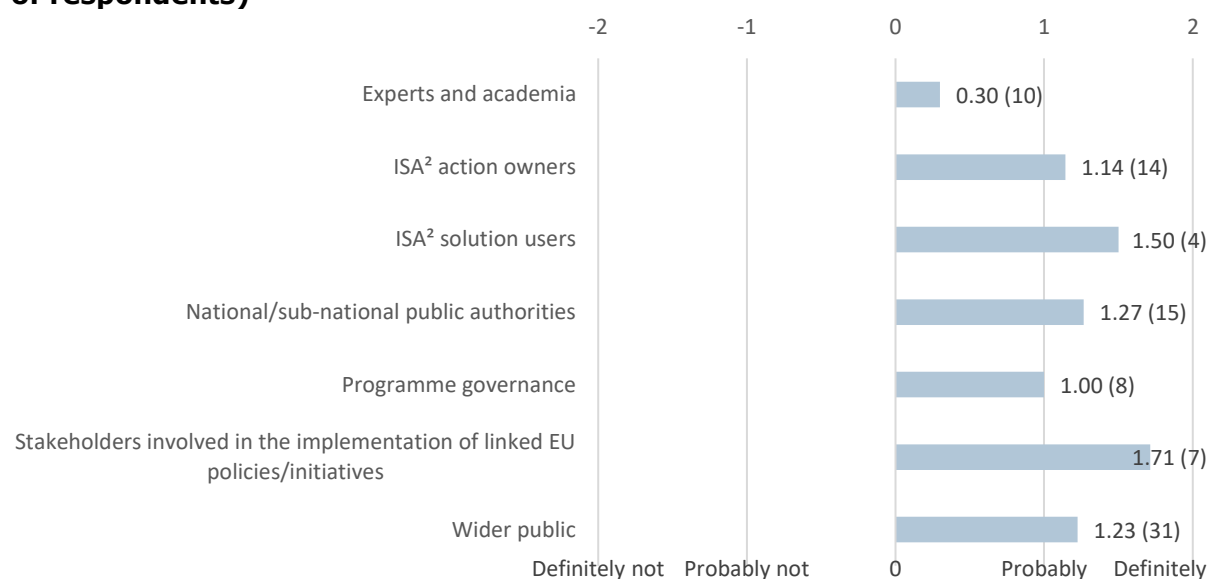 of respondents)
-2 -1 0 1 2
Experts and academia 0.30 (10)
ISA² action owners 1.14 (14)
ISA² solution users 1.50 (4)
National/sub-national public authorities 1.27 (15)
Programme governance 1.00 (8)
Stakeholders involved in the implementation of linked EU
policies/initiatives 1.71 (7)
Wider public 1.23 (31)
Definitely not Probably not 0 Probably Definitely